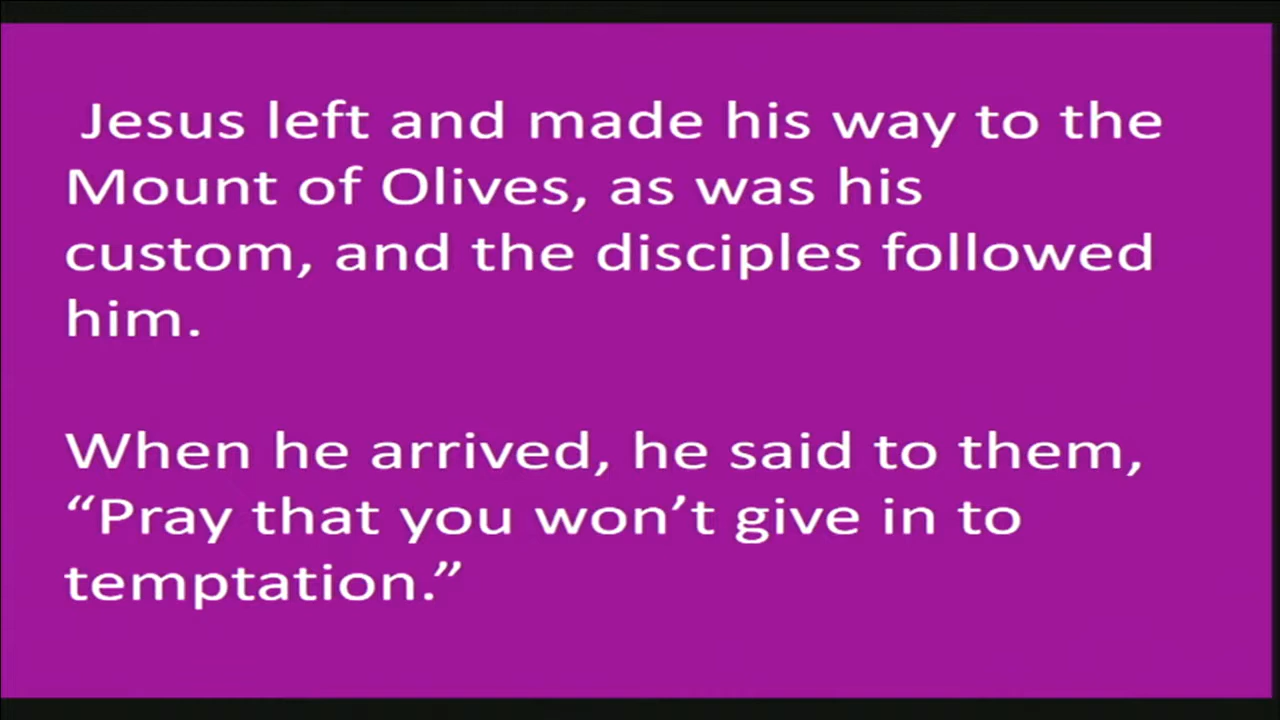 Jesus left and made his way to the
Mount of Olives, as was his
custom, and the disciples followed
him.
When he arrived, he said to them,
“Pray that you won’t give in to
temptation.”